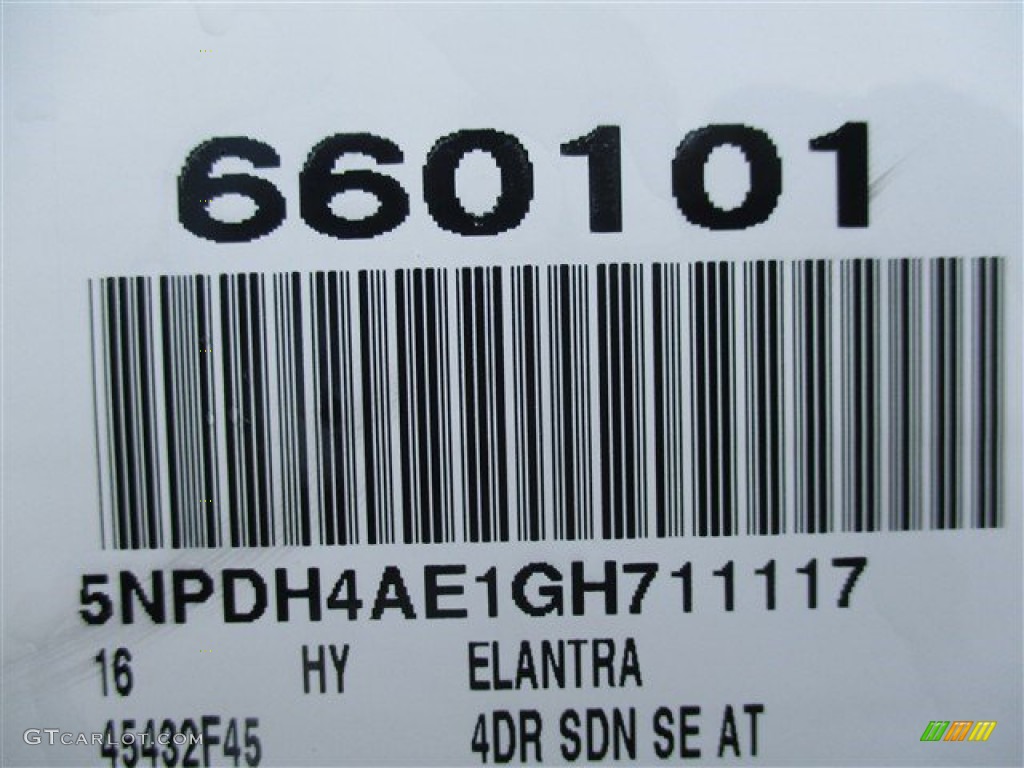 660101
5NPDH4AE1GH711117
16 HY ELANTRA
45432F45 4DR SDN SE AT
GTCARLOT.COM